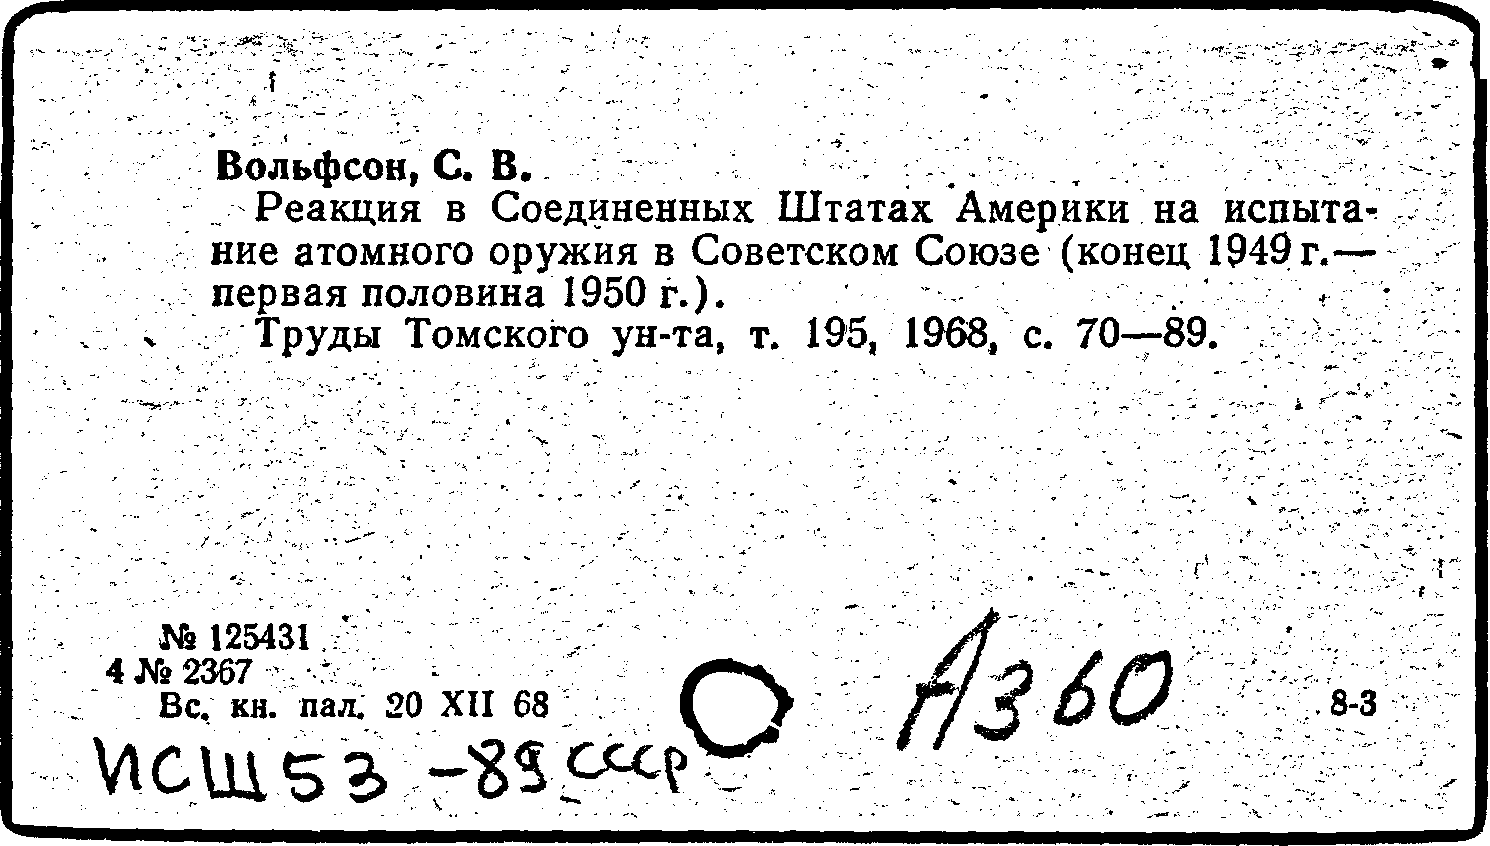 Вольфсон, С. В.
Реакция в Соединенных Штатах Америки на испыта-
ние атомного оружия в Советском Союзе (конец 1949 г.—
первая половина 1950 г.).
Труды Томского ун-та, т. 195, 1968, с. 70—89.
№ 125431
4 № 2367
Вс. кн. пал. 20 XII 68
8-3
А360
ИСШ53 -89 СССР